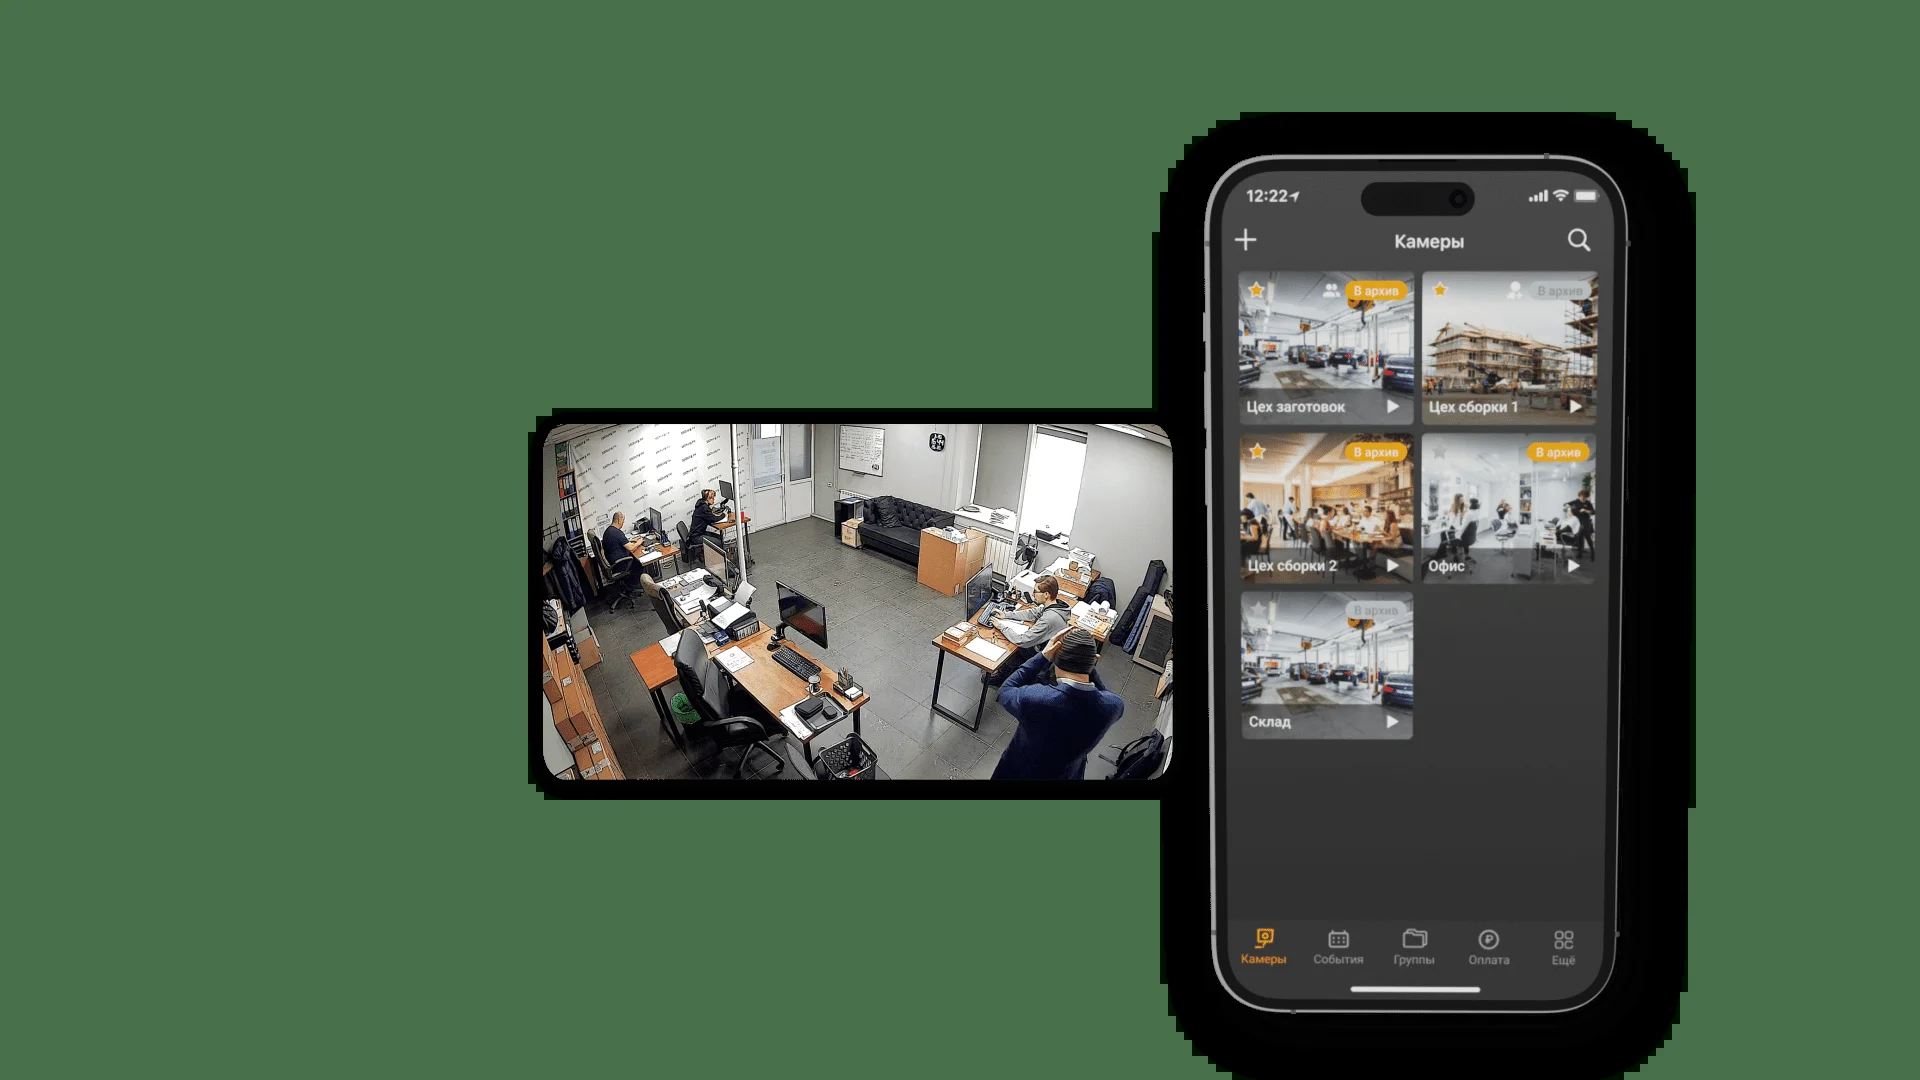 12:22
Камеры
В архив
В архив
Цех заготовок
Цех сборки 1
В архив
В архив
Цех сборки 2
Офис
В архив
Склад
Камеры
События
Группы
Оплата
Ещё